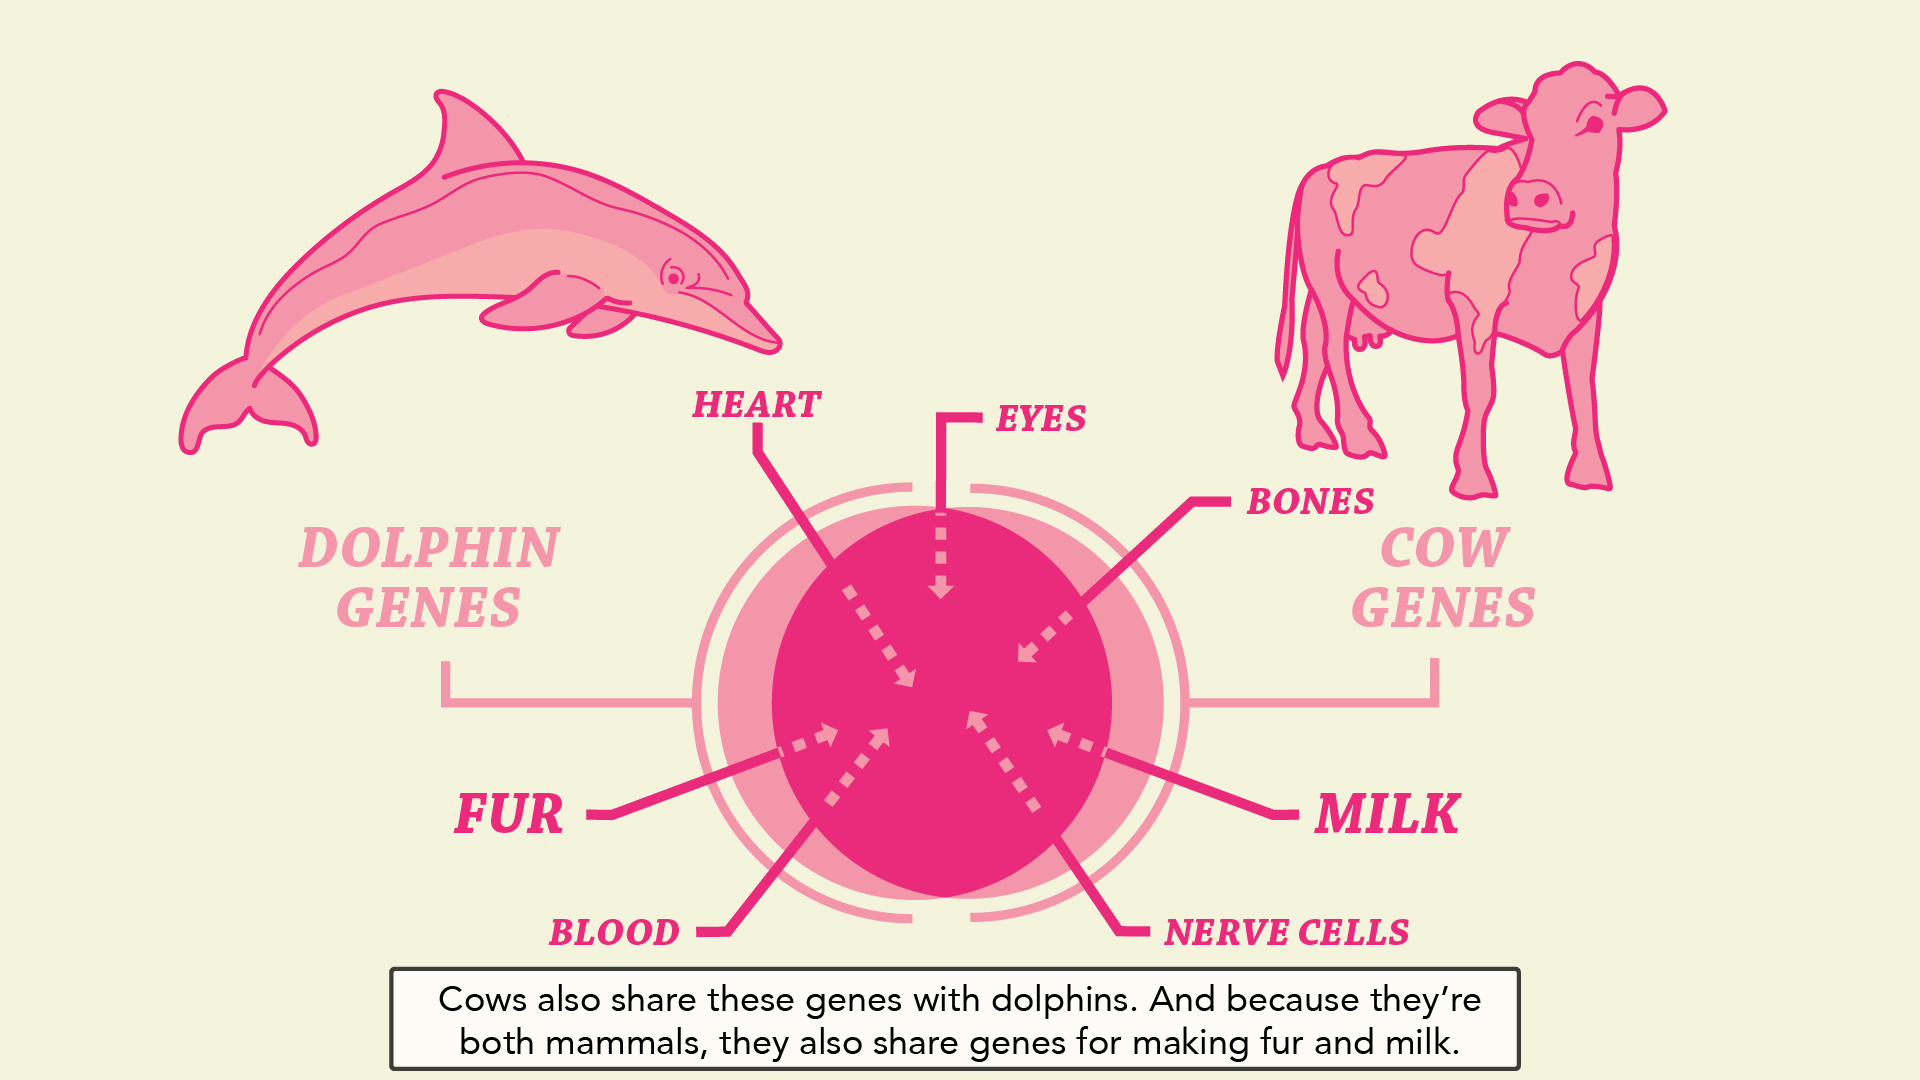 HEART
EYES
BONES
DOLPHIN
GENES
COW
GENES
FUR
MILK
BLOOD
NERVE CELLS
Cows also share these genes with dolphins. And because they’re
both mammals, they also share genes for making fur and milk.